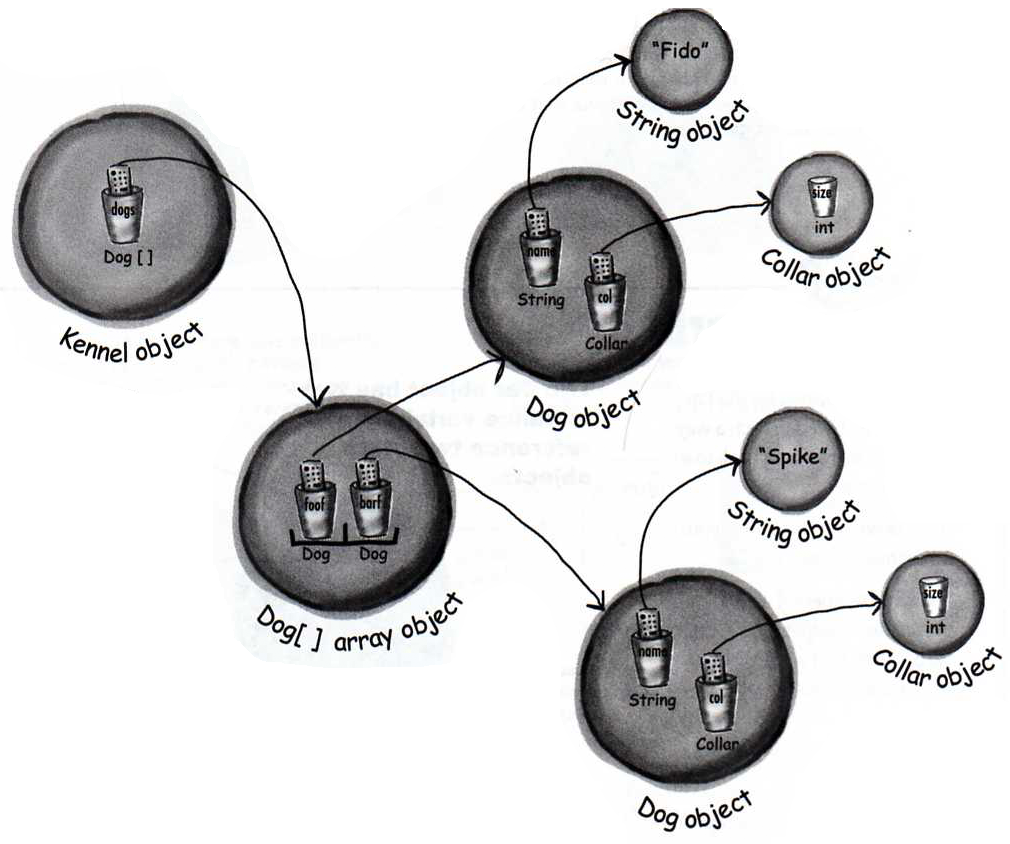 "Fido"
String object
dogs
Dog [ ]
Kennel object
name
String
col
Collar
Dog object
size
int
Collar object
foof
barf
Dog
Dog
Dog[ ] array object
"Spike"
String object
name
String
col
Collar
Dog object
size
int
Collar object